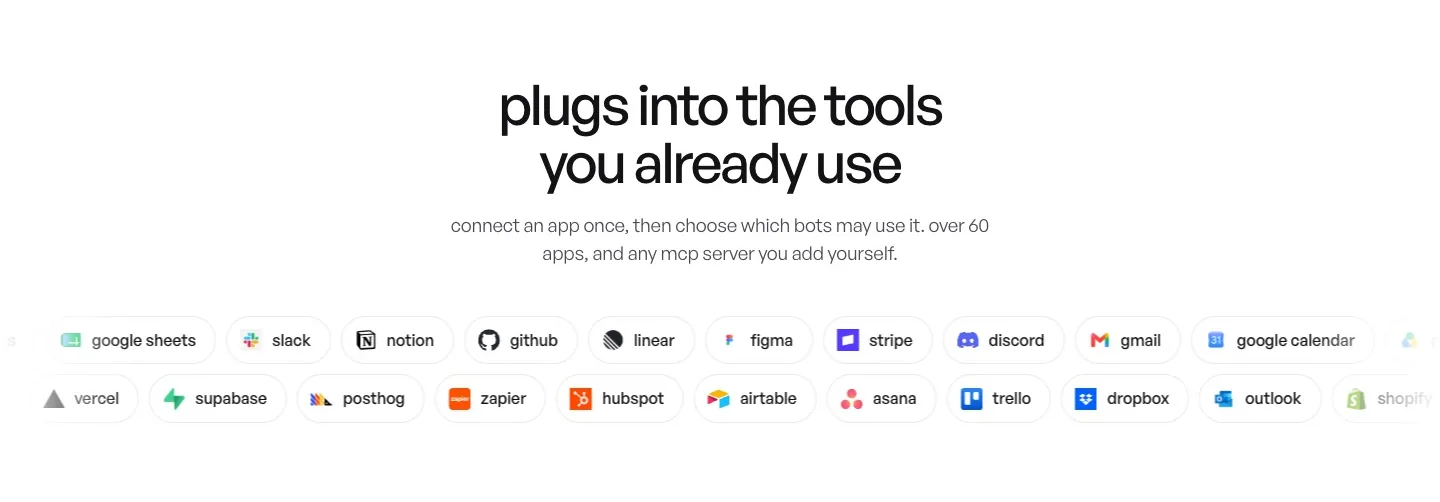 plugs into the tools
you already use
connect an app once, then choose which bots may use it. over 60
apps, and any mcp server you add yourself.
s google sheets slack notion github linear figma stripe discord gmail 31 google calendar
vercel supabase posthog zapier zapier hubspot airtable asana trello dropbox outlook shopify